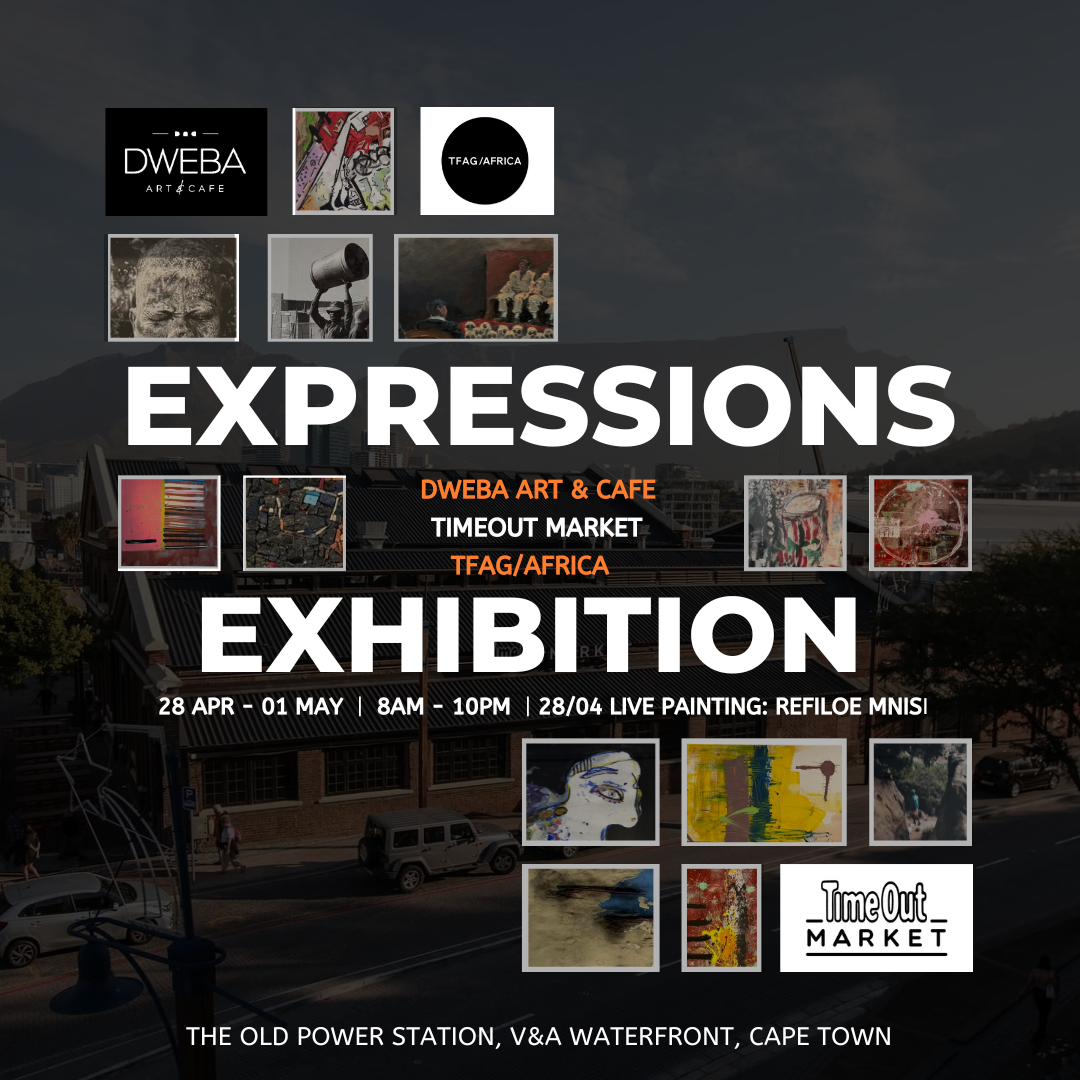 DWEBA
ART & CAFE
TFAG/AFRICA
EXPRESSIONS
DWEBA ART & CAFE
TIMEOUT MARKET
TFAG/AFRICA
EXHIBITION
28 APR - 01 MAY | 8AM - 10PM | 28/04 LIVE PAINTING: REFILOE MNISI
Time Out
MARKET
THE OLD POWER STATION, V&A WATERFRONT, CAPE TOWN